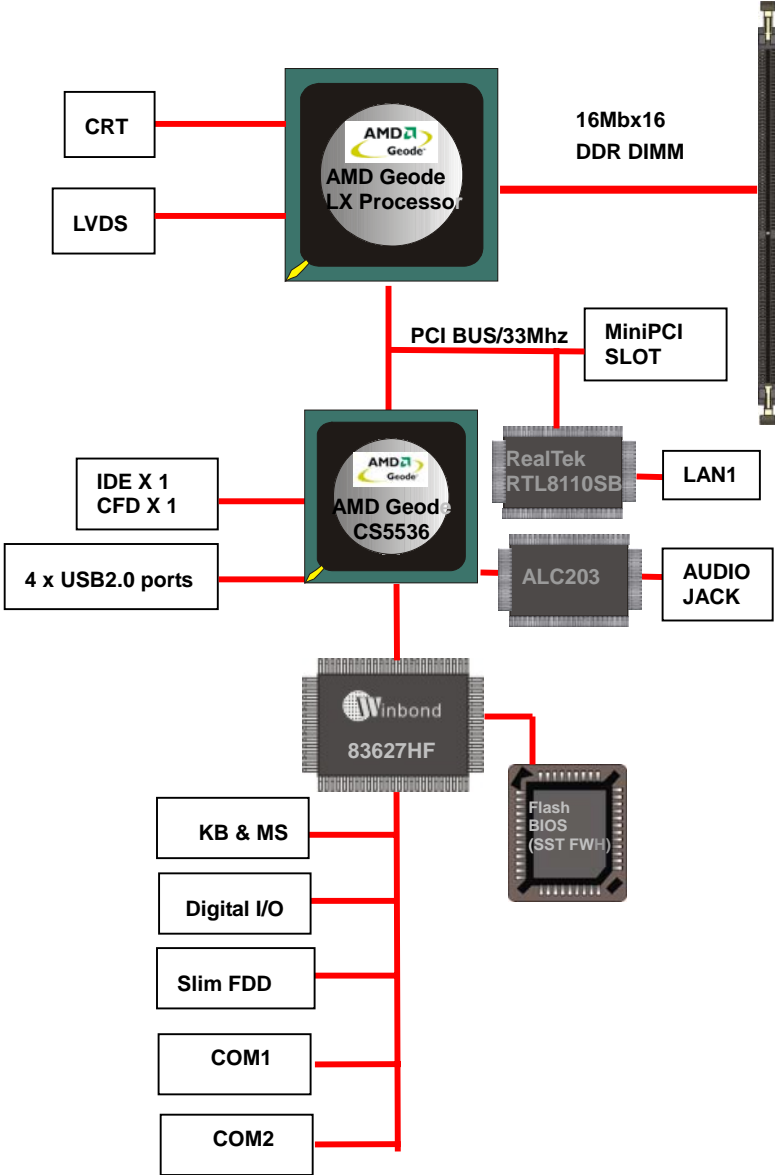 CRT
LVDS
AMD
Geode
AMD Geode
LX Processor
16Mbx16
DDR DIMM
PCI BUS/33Mhz
MiniPCI
SLOT
RealTek
RTL8110SB
LAN1
IDE X 1
CFD X 1
4 x USB2.0 ports
AMD
Geode
AMD Geode
CS5536
ALC203
AUDIO
JACK
Winbond
83627HF
Flash
BIOS
(SST FWH)
KB & MS
Digital I/O
Slim FDD
COM1
COM2